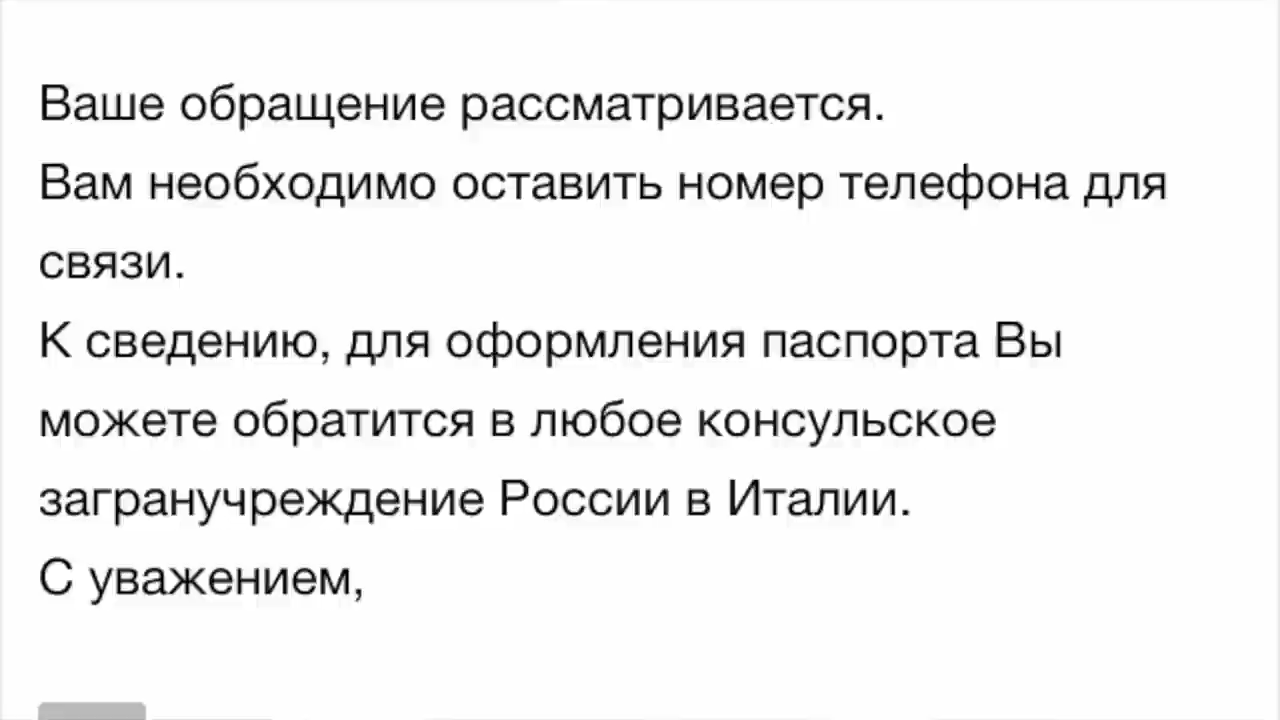 Ваше обращение рассматривается.
Вам необходимо оставить номер телефона для
связи.
К сведению, для оформления паспорта Вы
можете обратится в любое консульское
загранучреждение России в Италии.
С уважением,